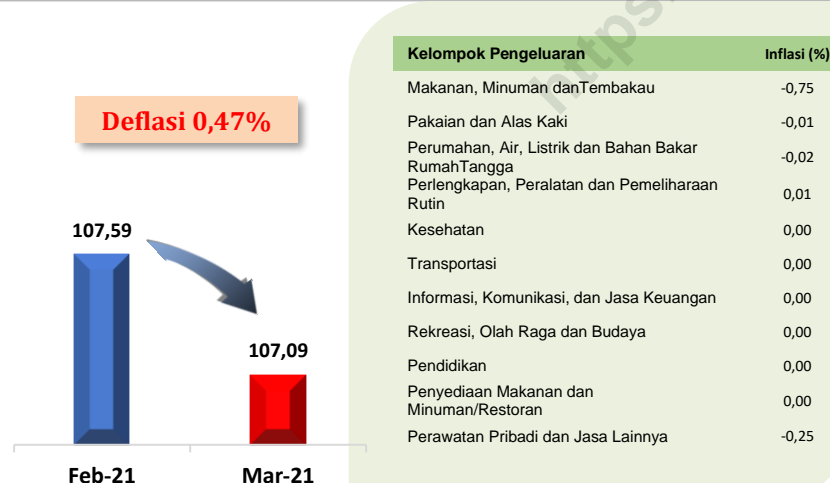 https:
Deflasi 0,47%
107,59
107,09
Feb-21
Mar-21
Kelompok Pengeluaran Inflasi (%)
Makanan, Minuman danTembakau -0,75
Pakaian dan Alas Kaki -0,01
Perumahan, Air, Listrik dan Bahan Bakar
RumahTangga -0,02
Perlengkapan, Peralatan dan Pemeliharaan
Rutin 0,01
Kesehatan 0,00
Transportasi 0,00
Informasi, Komunikasi, dan Jasa Keuangan 0,00
Rekreasi, Olah Raga dan Budaya 0,00
Pendidikan 0,00
Penyediaan Makanan dan
Minuman/Restoran 0,00
Perawatan Pribadi dan Jasa Lainnya -0,25